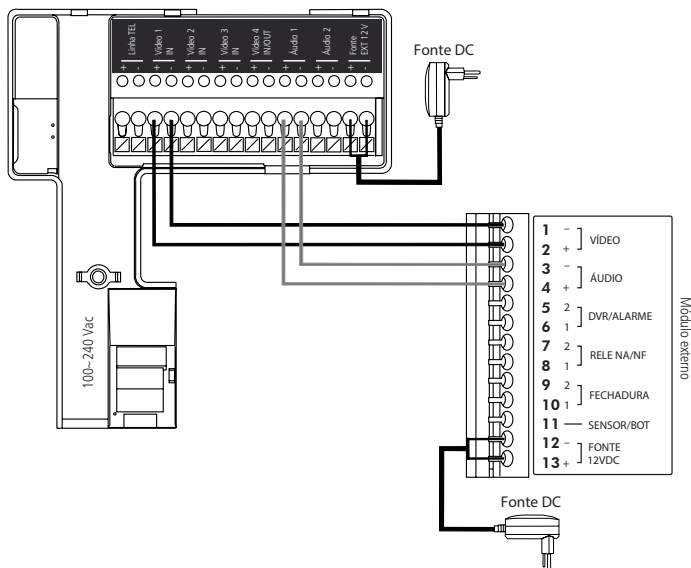 Linha TEL
+ -
Vídeo 1
IN
+ -
Vídeo 2
IN
+ -
Vídeo 3
IN
+ -
Vídeo 4
IN/OUT
+ -
Áudio 1
+ -
Áudio 2
+ -
Fonte
EXT 12 V
+ -
Fonte DC
100~240 Vac
1 -
2 +
VÍDEO
3 -
4 +
ÁUDIO
5 2
6 1
DVR/ALARME
7 2
8 1
RELE NA/NF
9 2
10 1
FECHADURA
11 SENSOR/BOT
12 -
13 +
FONTE
12VDC
Módulo externo
Fonte DC